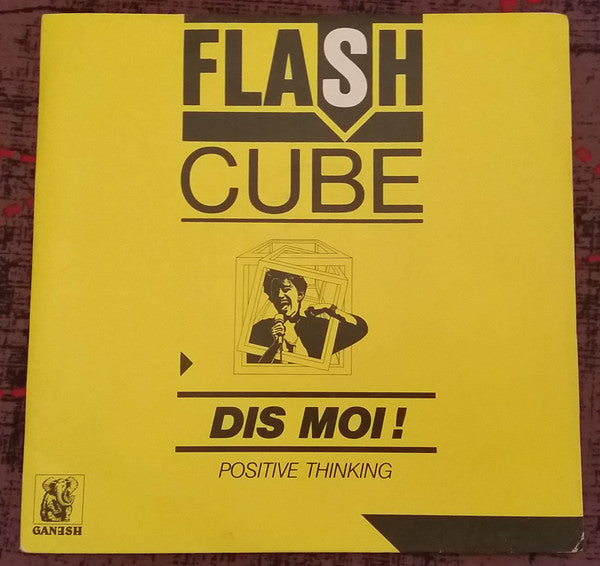 FLASH
CUBE
DIS MOI !
POSITIVE THINKING
GANESH